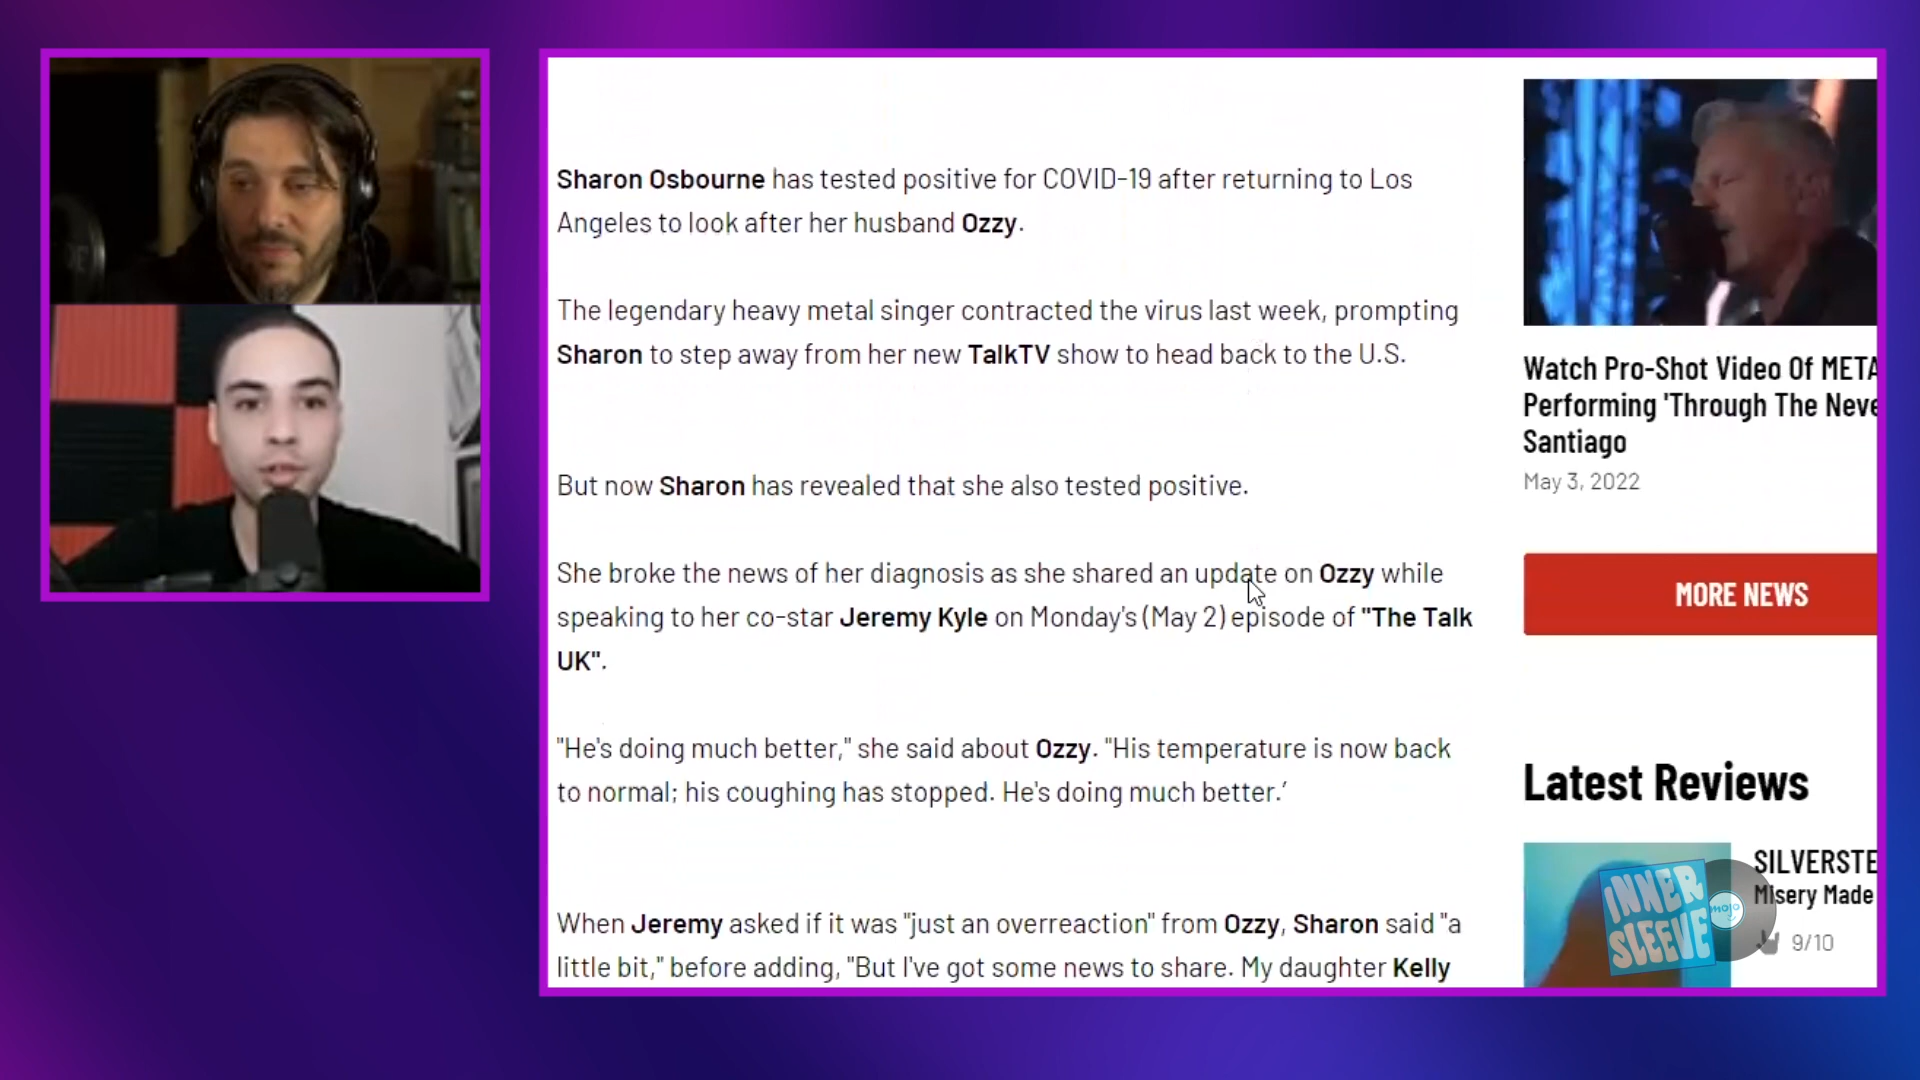 Sharon Osbourne has tested positive for COVID-19 after returning to Los
Angeles to look after her husband Ozzy.
The legendary heavy metal singer contracted the virus last week, prompting
Sharon to step away from her new TalkTV show to head back to the U.S.
But now Sharon has revealed that she also tested positive.
She broke the news of her diagnosis as she shared an update on Ozzy while
speaking to her co-star Jeremy Kyle on Monday's (May 2) episode of "The Talk
UK".
"He's doing much better," she said about Ozzy. "His temperature is now back
to normal; his coughing has stopped. He's doing much better.'
When Jeremy asked if it was "just an overreaction" from Ozzy, Sharon said "a
little bit," before adding, "But I've got some news to share. My daughter Kelly
Watch Pro-Shot Video Of META
Performing 'Through The Neve
Santiago
May 3, 2022
MORE NEWS
Latest Reviews
SILVERSTE
Misery Made
9/10
INNER
SLEEVE
mojo